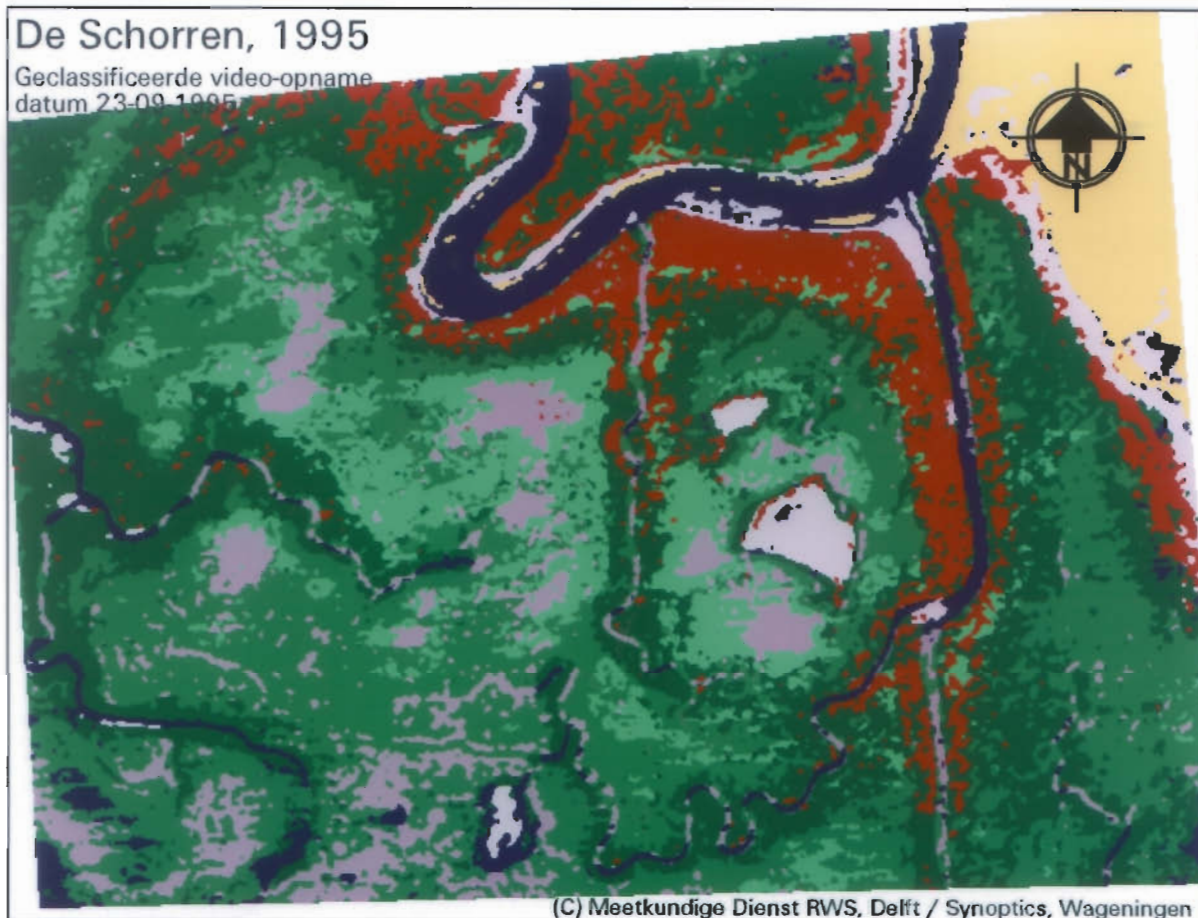 De Schorren, 1995
Geclassificeerde video-opname
datum 23-09-1995
N
(C) Meetkundige Dienst RWS, Delft / Synoptics, Wageningen